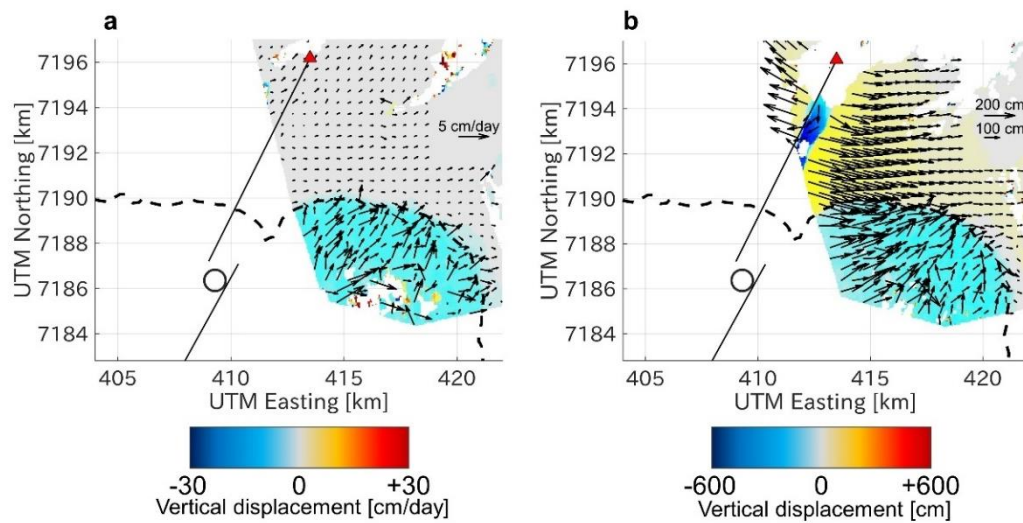 a
b
7196
7194
7192
7190
7188
7186
7184
UTM Northing [km]
5 cm/day
405
410
415
420
UTM Easting [km]
-30
0
+30
Vertical displacement [cm/day]
7196
7194
7192
7190
7188
7186
7184
UTM Northing [km]
200 cm
100 cm
405
410
415
420
UTM Easting [km]
-600
0
+600
Vertical displacement [cm]